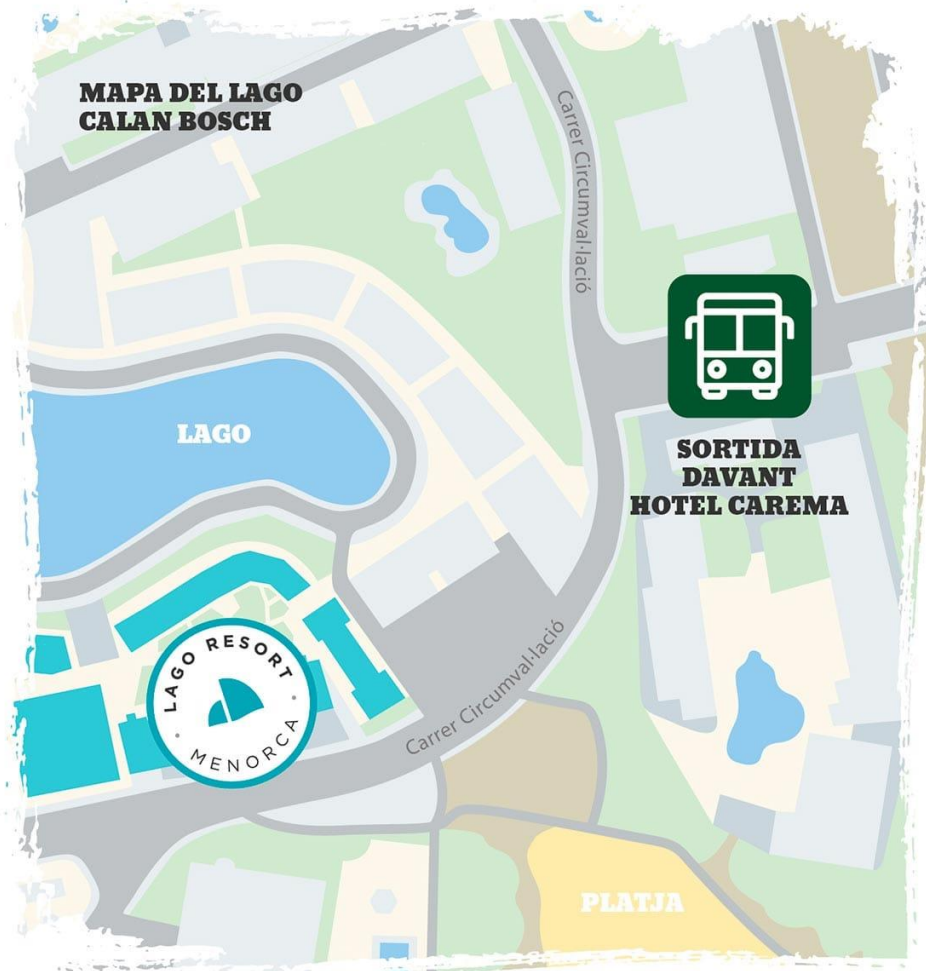 MAPA DEL LAGO
CALAN BOSCH
Carrer Circumval·lació
LAGO
SORTIDA
DAVANT
HOTEL CAREMA
LAGO RESORT
MENORCA
Carrer Circumval·lació
PLATJA